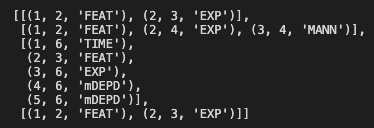 [[(1, 2, 'FEAT'), (2, 3, 'EXP')],
[(1, 2, 'FEAT'), (2, 4, 'EXP'), (3, 4, 'MANN')],
[(1, 6, 'TIME'),
(2, 3, 'FEAT'),
(3, 6, 'EXP'),
(4, 6, 'mDEPD'),
(5, 6, 'mDEPD')],
[(1, 2, 'FEAT'), (2, 3, 'EXP')]]